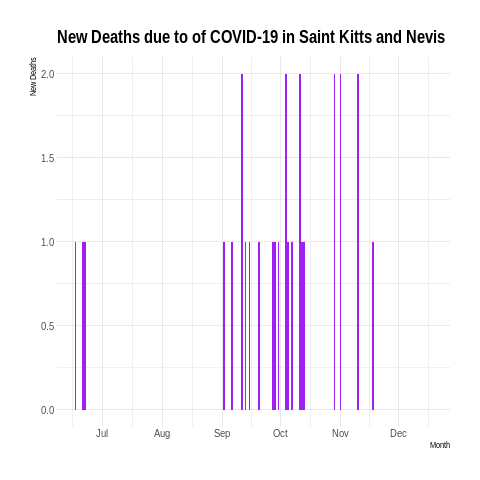 New Deaths due to of COVID-19 in Saint Kitts and Nevis
New Deaths
2.0
1.5
1.0
0.5
0.0
Jul Aug Sep Oct Nov Dec
Month